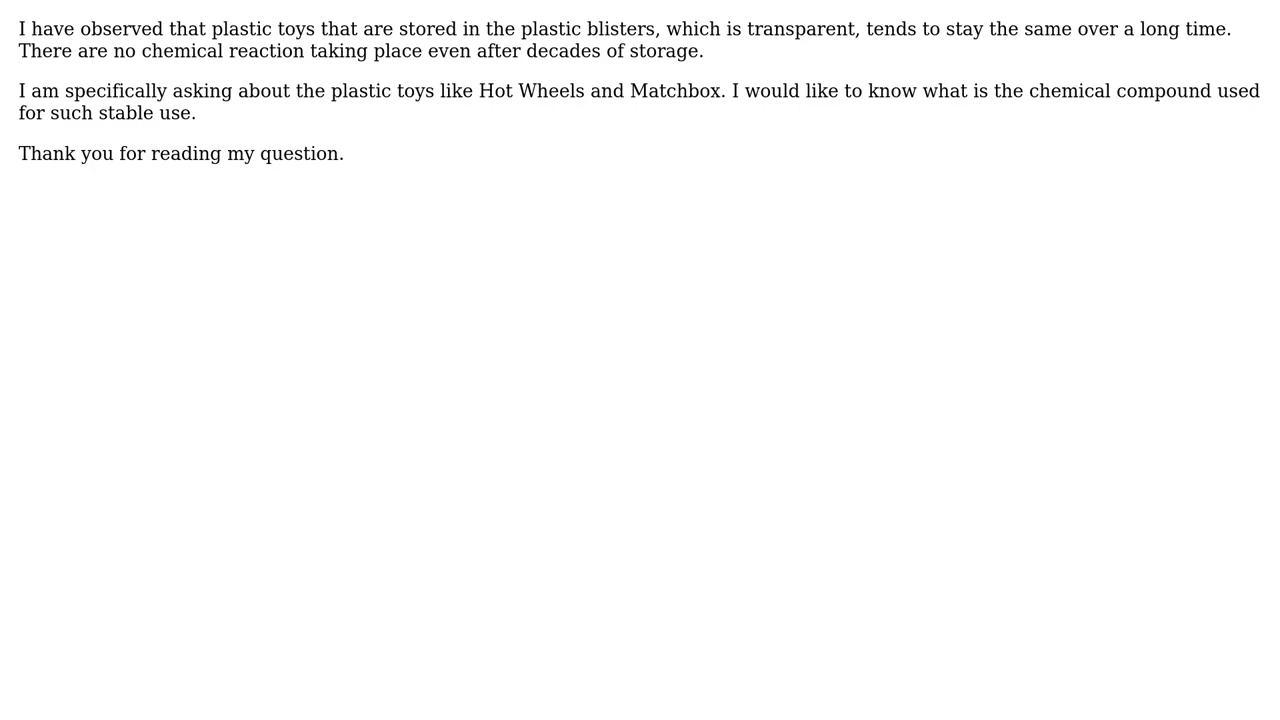 I have observed that plastic toys that are stored in the plastic blisters, which is transparent, tends to stay the same over a long time.
There are no chemical reaction taking place even after decades of storage.
I am specifically asking about the plastic toys like Hot Wheels and Matchbox. I would like to know what is the chemical compound used
for such stable use.
Thank you for reading my question.